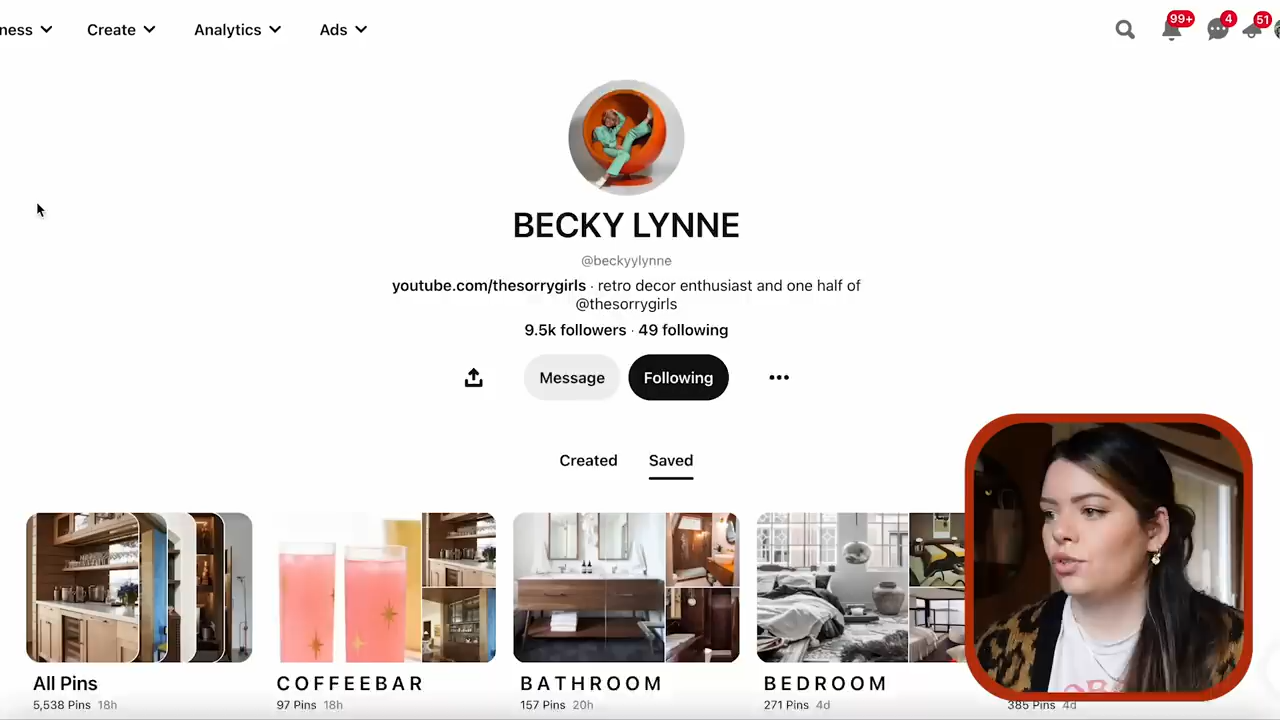 ness
Create
Analytics
Ads
99+
4
51
BECKY LYNNE
@beckyylynne
youtube.com/thesorrygirls · retro decor enthusiast and one half of
@thesorrygirls
9.5k followers · 49 following
Message
Following
Created
Saved
All Pins
5,538 Pins 18h
COFFEEBAR
97 Pins 18h
BATHROOM
157 Pins 20h
BEDROOM
271 Pins 4d
385 Pins 4d